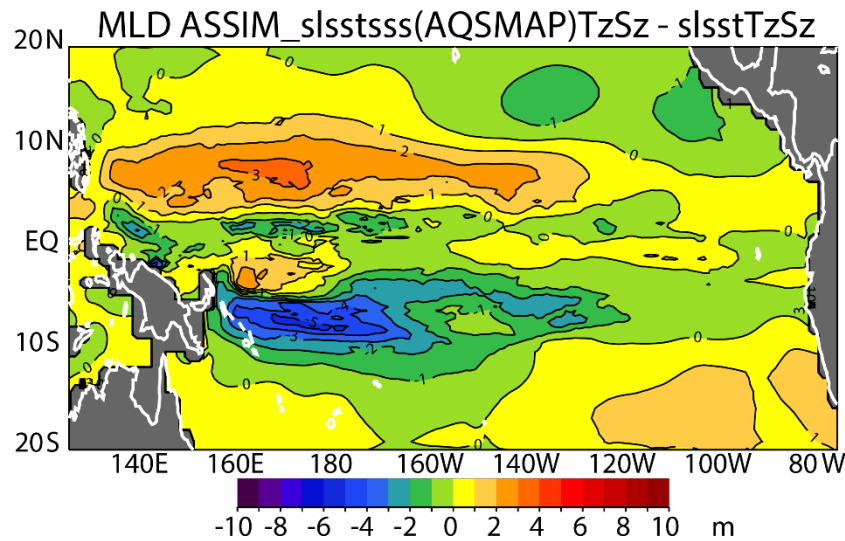 MLD ASSIM_slsstsss(AQSMAP)TzSz - slsstTzSz
20N
10N
EQ
10S
20S
140E 160E 180 160W 140W 120W 100W 80W
-10 -8 -6 -4 -2 0 2 4 6 8 10 m